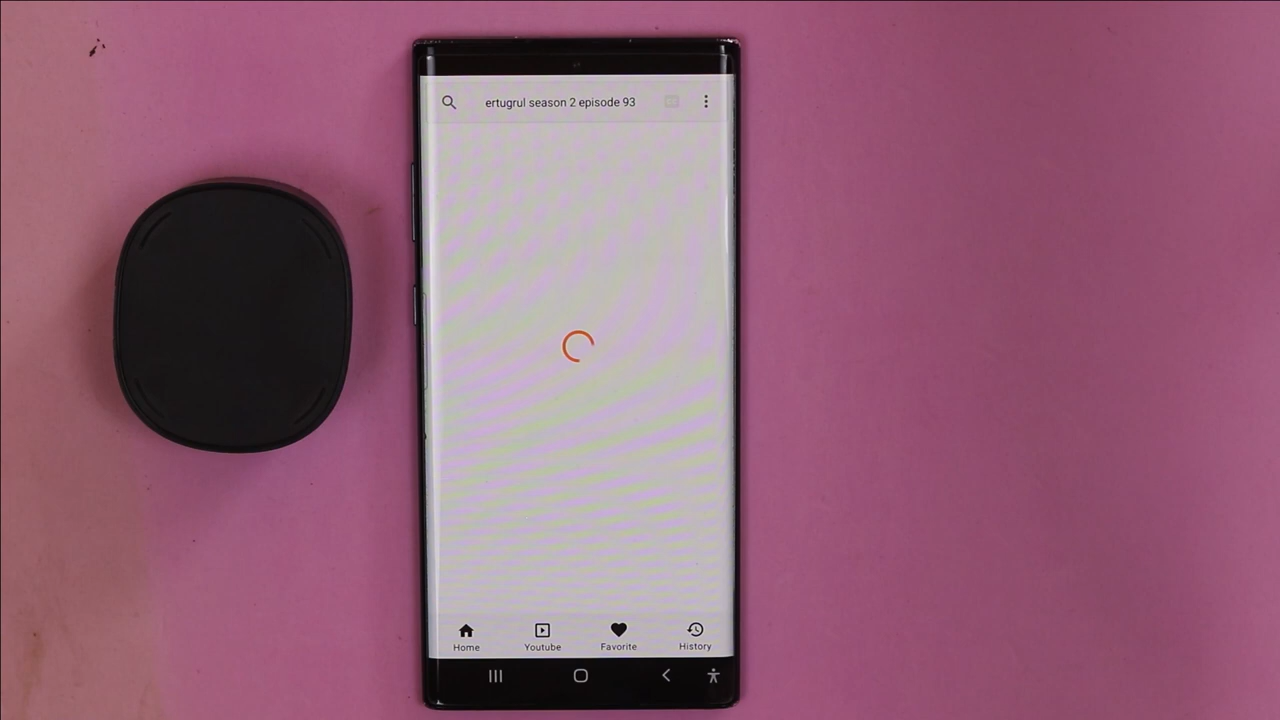 ertugrul season 2 episode 93
Home
Youtube
Favorite
History